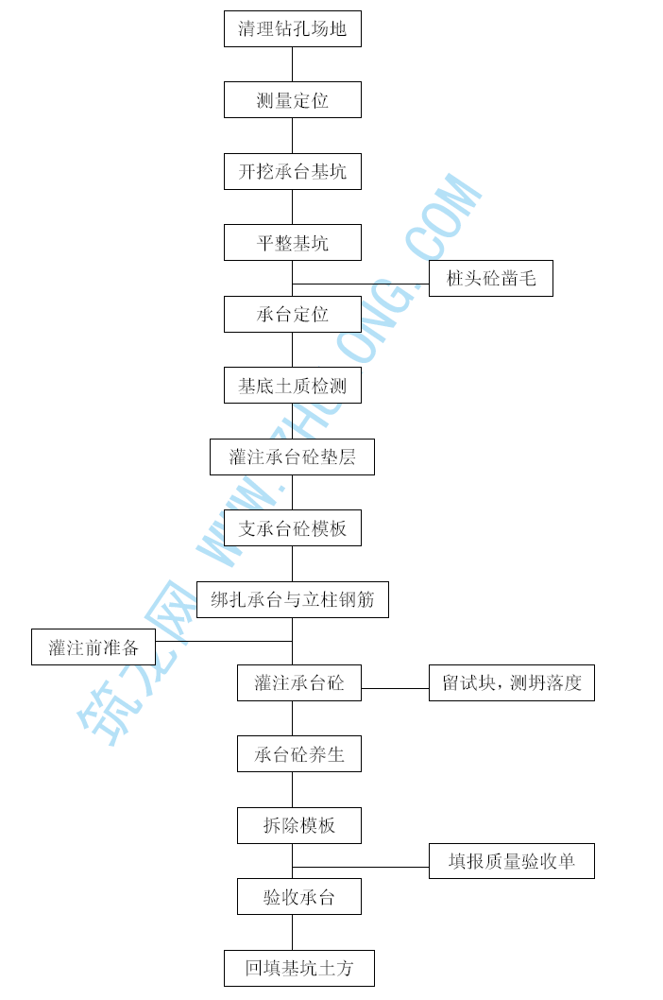 清理钻孔场地
测量定位
开挖承台基坑
平整基坑
桩头砼凿毛
承台定位
基底土质检测
灌注承台砼垫层
支承台砼模板
绑扎承台与立柱钢筋
灌注前准备
灌注承台砼
留试块，测坍落度
承台砼养生
拆除模板
填报质量验收单
验收承台
回填基坑土方
筑龙网 WWW.ZHULONG.COM